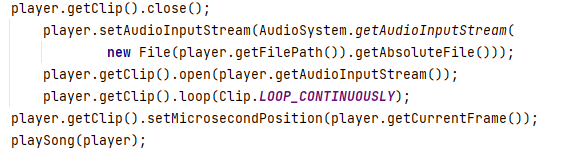 player.getClip().close();
player.setAudioInputStream(AudioSystem.getAudioInputStream(
new File(player.getFilePath()).getAbsoluteFile()));
player.getClip().open(player.getAudioInputStream());
player.getClip().loop(Clip.LOOP_CONTINUOUSLY);
player.getClip().setMicrosecondPosition(player.getCurrentFrame());
playSong(player);